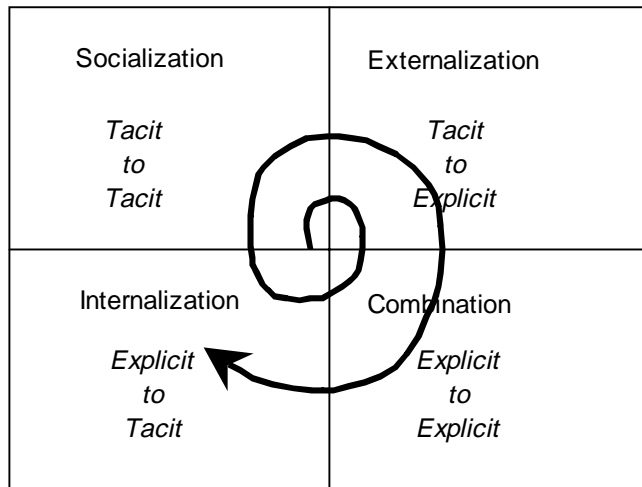 Socialization
Tacit
to
Tacit
Externalization
Tacit
to
Explicit
Internalization
Explicit
to
Tacit
Combination
Explicit
to
Explicit